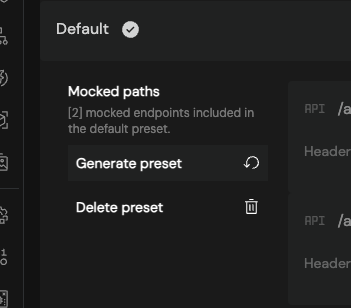 Default
Mocked paths
[2] mocked endpoints included in
the default preset.
Generate preset
Delete preset
API /a
Header
API /a
Header